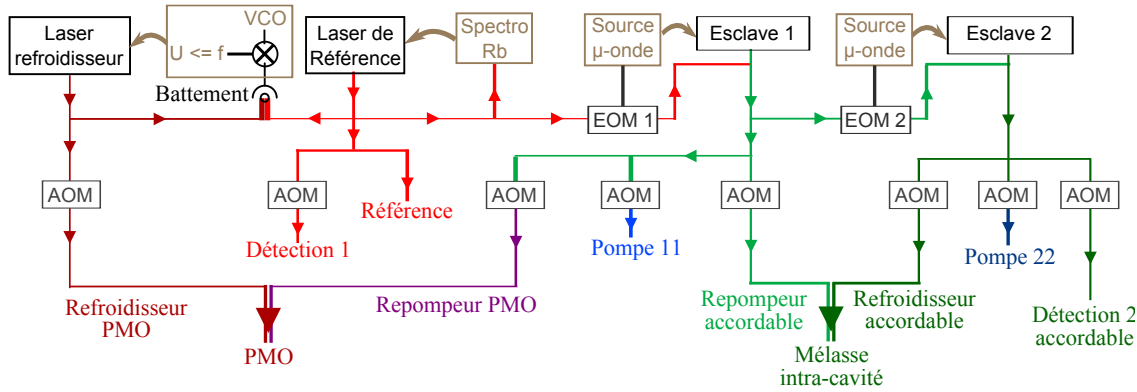 Laser
refroidisseur
VCO
U <= f
Battement
Laser de
Référence
Spectro
Rb
Source
µ-onde
Esclave 1
Source
µ-onde
Esclave 2
EOM 1
EOM 2
AOM
AOM
AOM
AOM
AOM
AOM
AOM
AOM
Détection 1
Référence
Pompe 11
Pompe 22
Refroidisseur
PMO
Repompeur PMO
PMO
Repompeur
accordable
Refroidisseur
accordable
Détection 2
accordable
Mélasse
intra-cavité